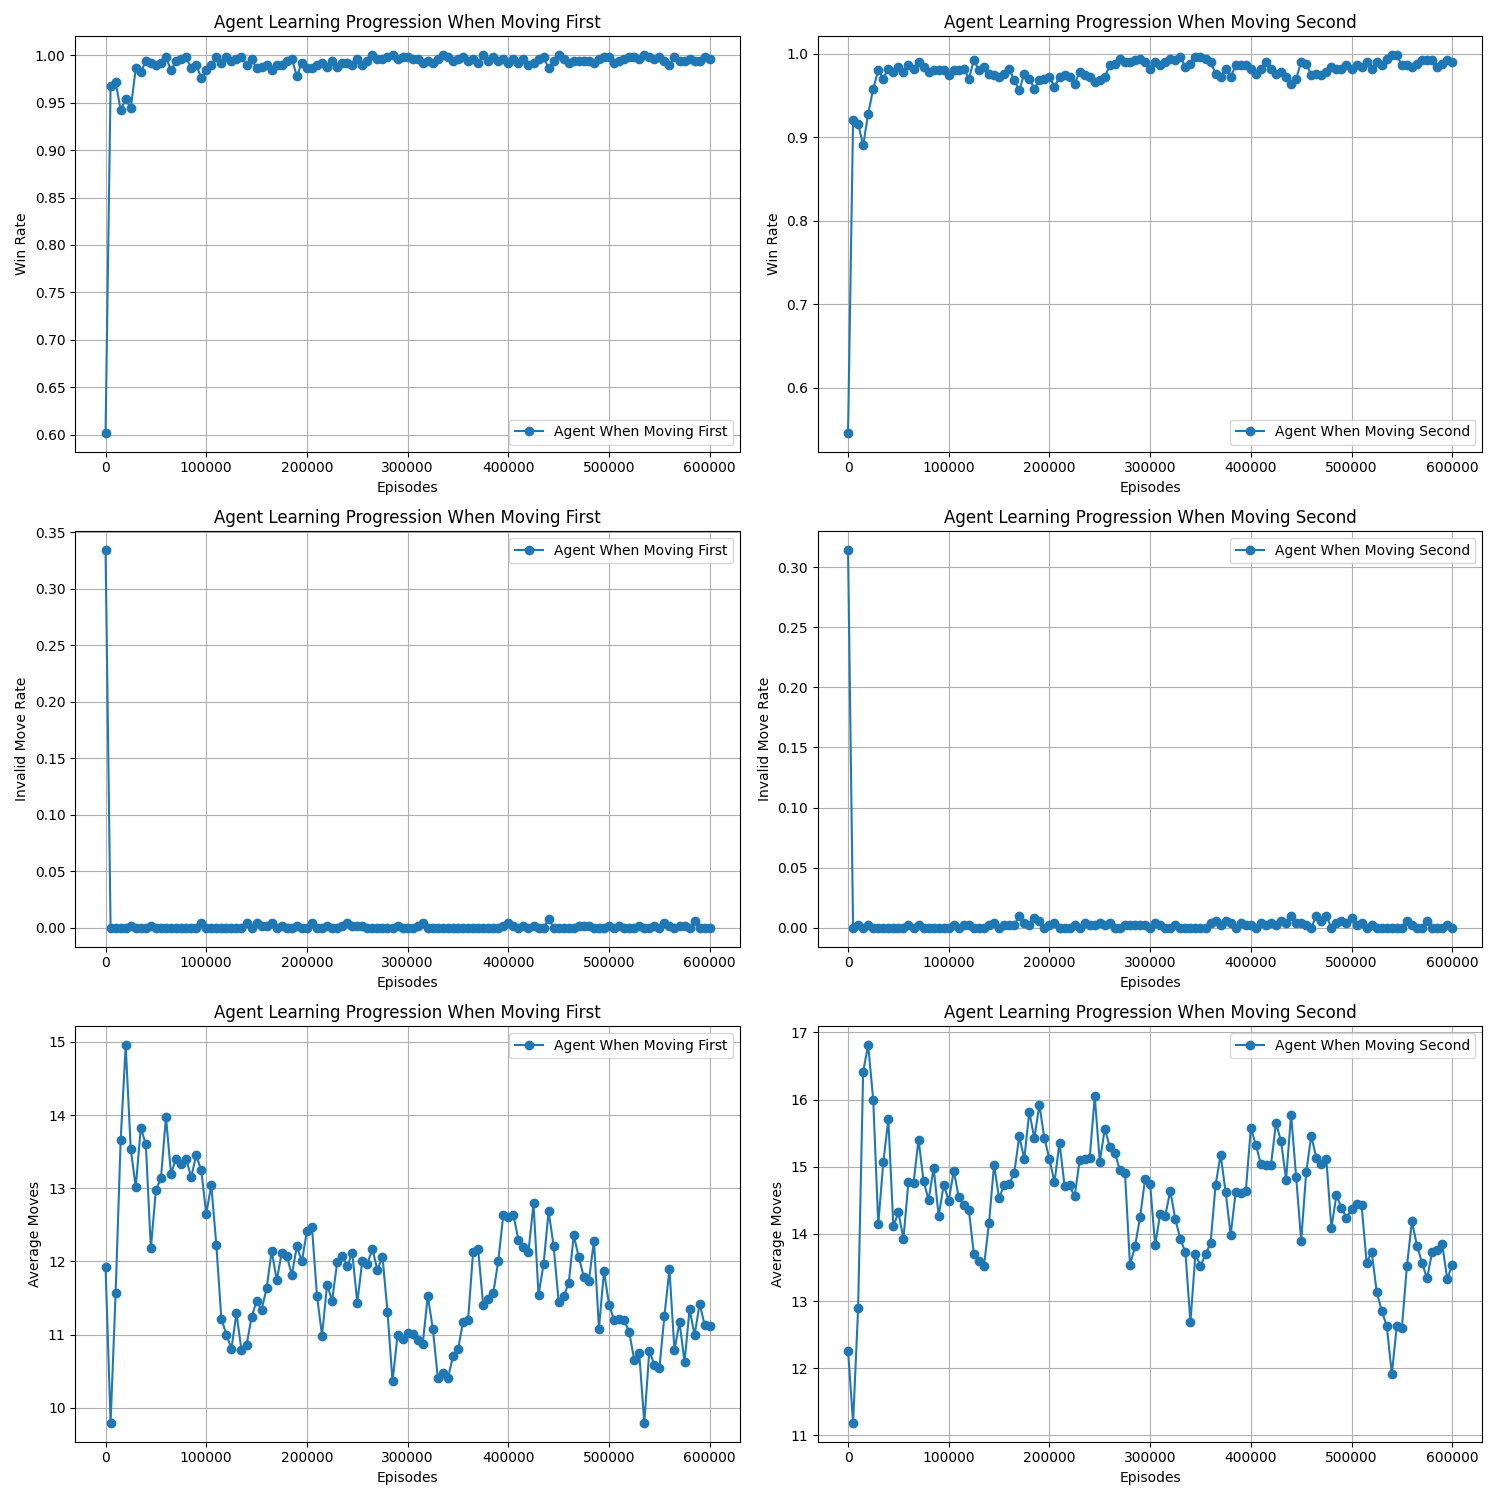 Agent Learning Progression When Moving First
Win Rate
1.00
0.95
0.90
0.85
0.80
0.75
0.70
0.65
0.60
Agent When Moving First
0 100000 200000 300000 400000 500000 600000
Episodes
Agent Learning Progression When Moving Second
Win Rate
1.0
0.9
0.8
0.7
0.6
Agent When Moving Second
0 100000 200000 300000 400000 500000 600000
Episodes
Agent Learning Progression When Moving First
Invalid Move Rate
0.35
0.30
0.25
0.20
0.15
0.10
0.05
0.00
Agent When Moving First
0 100000 200000 300000 400000 500000 600000
Episodes
Agent Learning Progression When Moving Second
Invalid Move Rate
0.30
0.25
0.20
0.15
0.10
0.05
0.00
Agent When Moving Second
0 100000 200000 300000 400000 500000 600000
Episodes
Agent Learning Progression When Moving First
Average Moves
15
14
13
12
11
10
Agent When Moving First
0 100000 200000 300000 400000 500000 600000
Episodes
Agent Learning Progression When Moving Second
Average Moves
17
16
15
14
13
12
11
Agent When Moving Second
0 100000 200000 300000 400000 500000 600000
Episodes